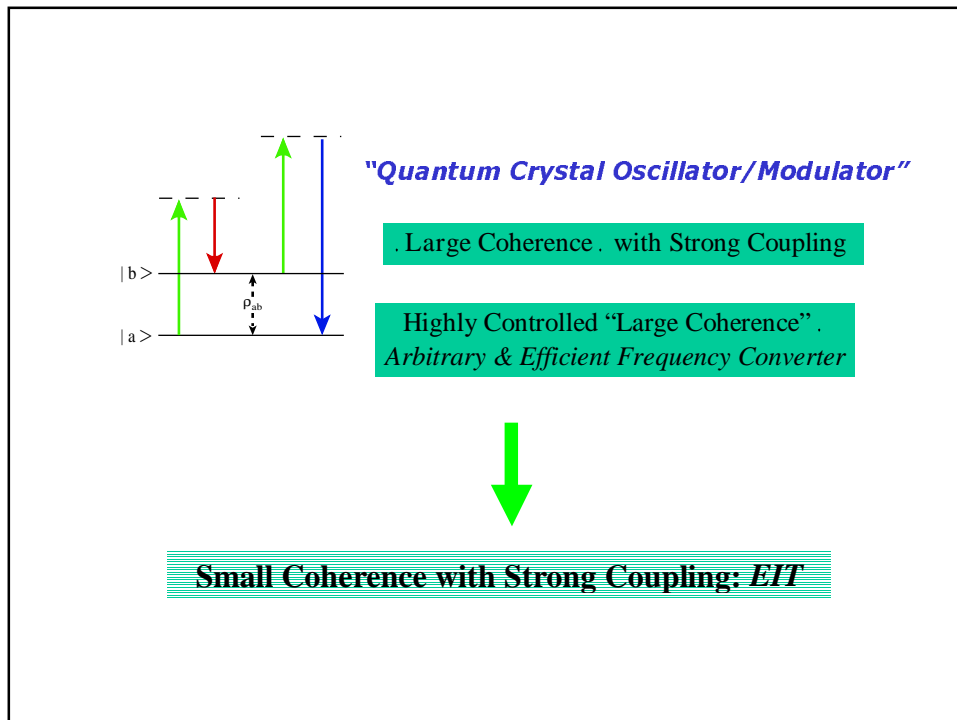 “Quantum Crystal Oscillator/Modulator”
. Large Coherence . with Strong Coupling
| b >
ρab
| a >
Highly Controlled “Large Coherence” .
Arbitrary & Efficient Frequency Converter
Small Coherence with Strong Coupling: EIT